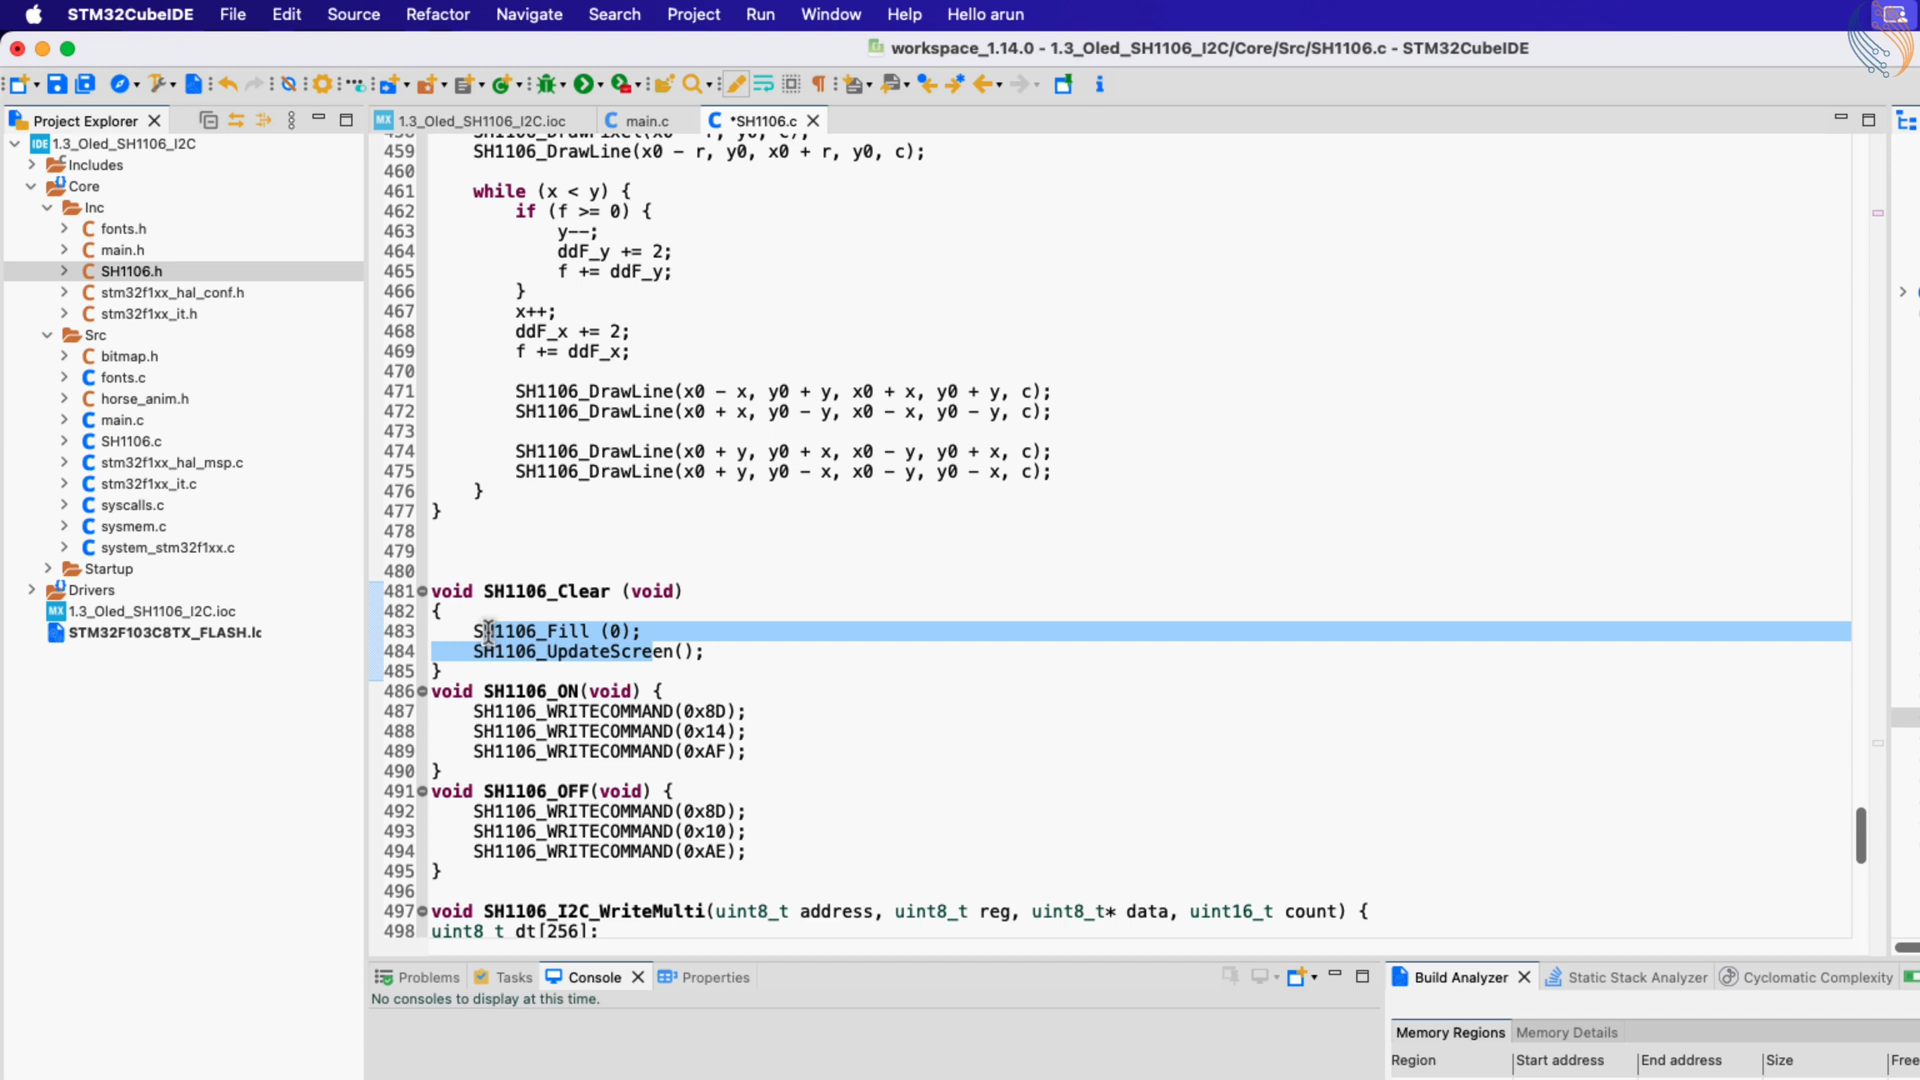 STM32CubeIDE File Edit Source Refactor Navigate Search Project Run Window Help Hello arun
workspace_1.14.0 - 1.3_Oled_SH1106_I2C/Core/Src/SH1106.c - STM32CubeIDE
Project Explorer
1.3_Oled_SH1106_I2C
Includes
Core
Inc
fonts.h
main.h
SH1106.h
stm32f1xx_hal_conf.h
stm32f1xx_it.h
Src
bitmap.h
fonts.c
horse_anim.h
main.c
SH1106.c
stm32f1xx_hal_msp.c
stm32f1xx_it.c
syscalls.c
sysmem.c
system_stm32f1xx.c
Startup
Drivers
1.3_Oled_SH1106_I2C.ioc
STM32F103C8TX_FLASH.lc
1.3_Oled_SH1106_I2C.ioc main.c *SH1106.c
458 SH1106_DrawPixel(x0 - r, y0, c);
459 SH1106_DrawLine(x0 - r, y0, x0 + r, y0, c);
460
461 while (x < y) {
462 if (f >= 0) {
463 y--;
464 ddF_y += 2;
465 f += ddF_y;
466 }
467 x++;
468 ddF_x += 2;
469 f += ddF_x;
470
471 SH1106_DrawLine(x0 - x, y0 + y, x0 + x, y0 + y, c);
472 SH1106_DrawLine(x0 + x, y0 - y, x0 - x, y0 - y, c);
473
474 SH1106_DrawLine(x0 + y, y0 + x, x0 - y, y0 + x, c);
475 SH1106_DrawLine(x0 + y, y0 - x, x0 - y, y0 - x, c);
476 }
477 }
478
479
480
481 void SH1106_Clear (void)
482 {
483 SH1106_Fill (0);
484 SH1106_UpdateScreen();
485 }
486 void SH1106_ON(void) {
487 SH1106_WRITECOMMAND(0x8D);
488 SH1106_WRITECOMMAND(0x14);
489 SH1106_WRITECOMMAND(0xAF);
490 }
491 void SH1106_OFF(void) {
492 SH1106_WRITECOMMAND(0x8D);
493 SH1106_WRITECOMMAND(0x10);
494 SH1106_WRITECOMMAND(0xAE);
495 }
496
497 void SH1106_I2C_WriteMulti(uint8_t address, uint8_t reg, uint8_t* data, uint16_t count) {
498 uint8_t dt[256];
Problems Tasks Console Properties
No consoles to display at this time.
Build Analyzer Static Stack Analyzer Cyclomatic Complexity
Memory Regions Memory Details
Region Start address End address Size Free